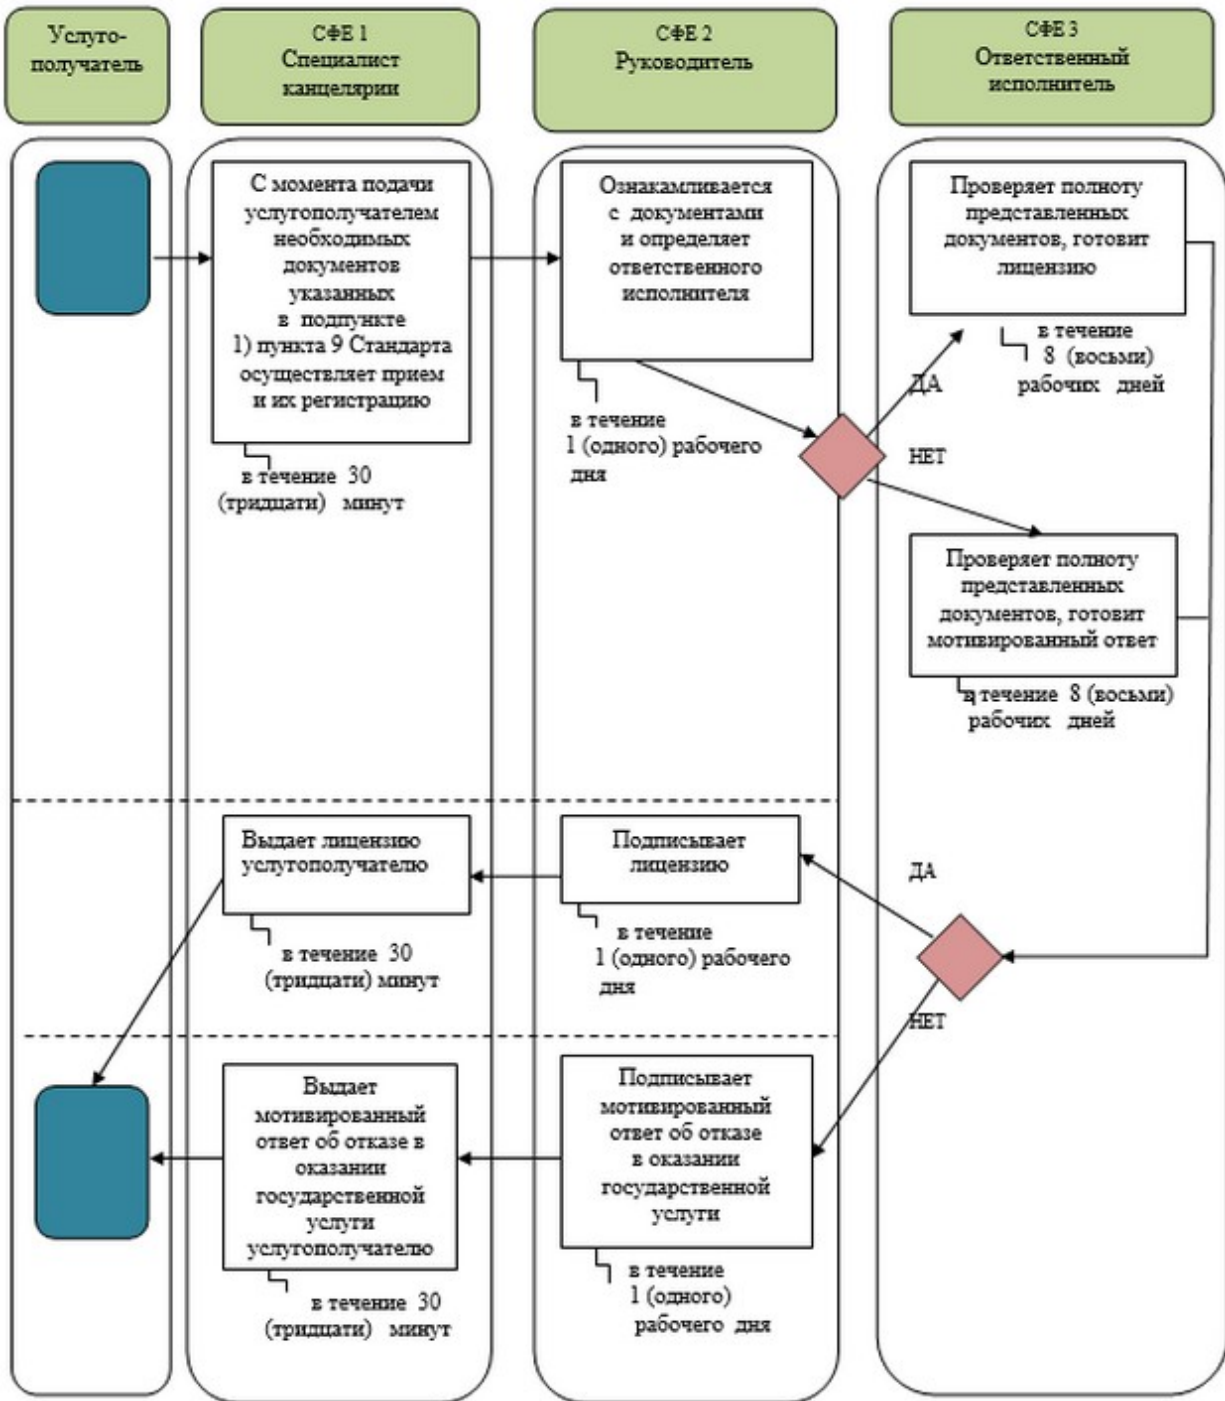 Услуго-
получатель
СФЕ 1
Специалист
канцелярии
СФЕ 2
Руководитель
СФЕ 3
Ответственный
исполнитель
С момента подачи
услугополучателем
необходимых
документов
указанных
в подпункте
1) пункта 9 Стандарта
осуществляет прием
и их регистрацию
в течение 30
(тридцати) минут
Ознакамливается
с документами
и определяет
ответственного
исполнителя
в течение
1 (одного) рабочего
дня
Проверяет полноту
представленных
документов, готовит
лицензию
в течение
8 (восьми)
рабочих дней
ДА
НЕТ
Проверяет полноту
представленных
документов, готовит
мотивированный ответ
в течение 8 (восьми)
рабочих дней
Выдает лицензию
услугополучателю
в течение 30
(тридцати) минут
Подписывает
лицензию
в течение
1 (одного) рабочего
дня
ДА
НЕТ
Выдает
мотивированный
ответ об отказе в
оказании
государственной
услуги
услугополучателю
в течение 30
(тридцати) минут
Подписывает
мотивированный
ответ об отказе
в оказании
государственной
услуги
в течение
1 (одного)
рабочего дня